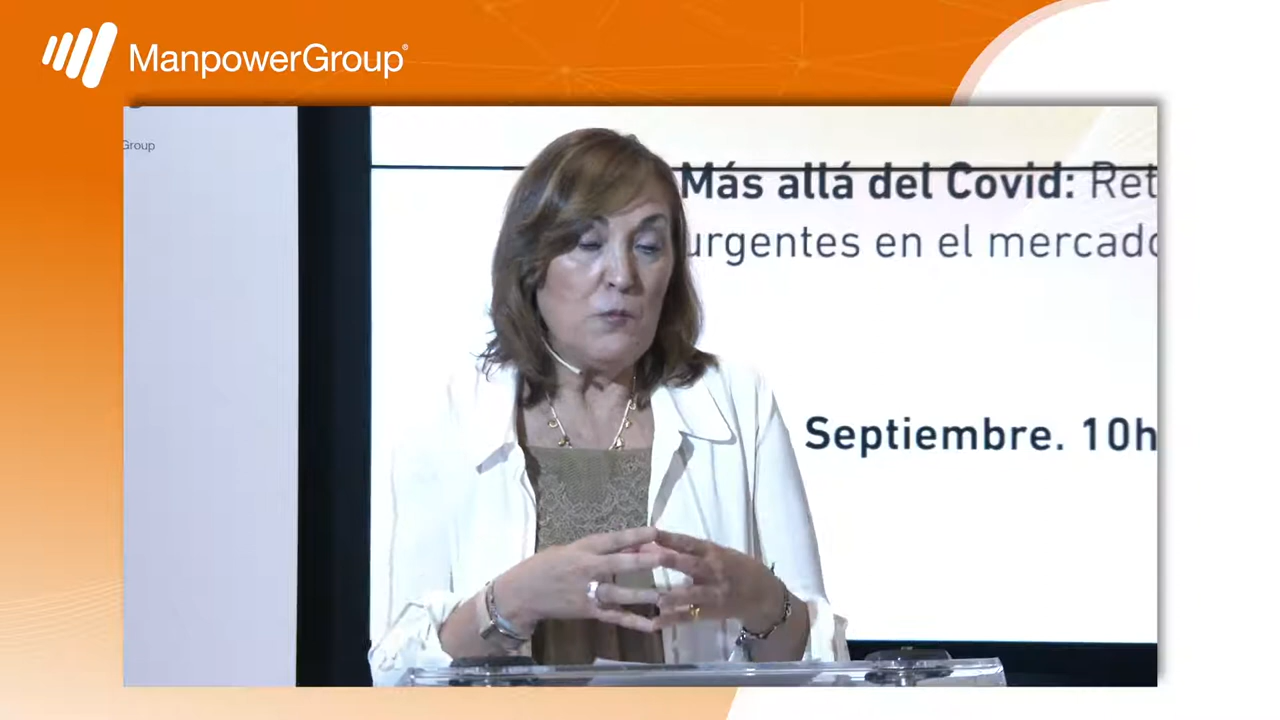 ManpowerGroup
Group
Más allá del Covid: Ret
urgentes en el mercado
Septiembre. 10h